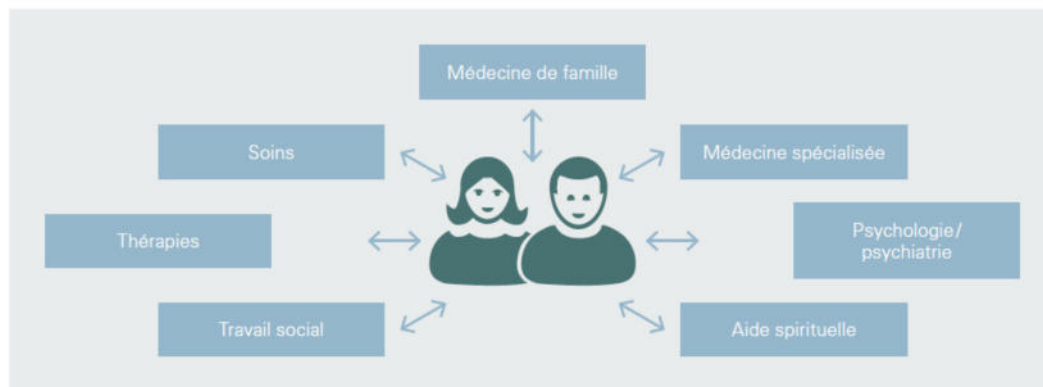 Médecine de famille
Soins
Médecine spécialisée
Thérapies
Psychologie/
psychiatrie
Travail social
Aide spirituelle